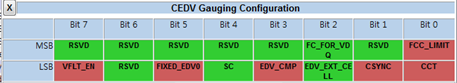 X CEDV Gauging Configuration
Bit 7 Bit 6 Bit 5 Bit 4 Bit 3 Bit 2 Bit 1 Bit 0
MSB RSVD RSVD RSVD RSVD RSVD FC_FOR_VD RSVD FCC_LIMIT
Q
LSB VFLT_EN RSVD FIXED_EDV0 SC EDV_CMP EDV_EXT_CE CSYNC CCT
LL